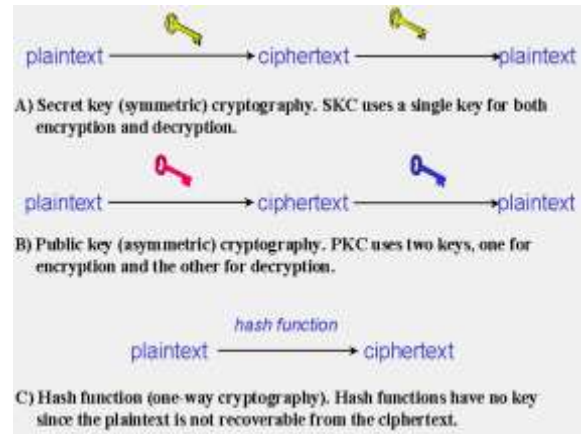 plaintext ciphertext plaintext
A) Secret key (symmetric) cryptography. SKC uses a single key for both
encryption and decryption.
plaintext ciphertext plaintext
B) Public key (asymmetric) cryptography. PKC uses two keys, one for
encryption and the other for decryption.
hash function
plaintext ciphertext
C) Hash function (one-way cryptography). Hash functions have no key
since the plaintext is not recoverable from the ciphertext.